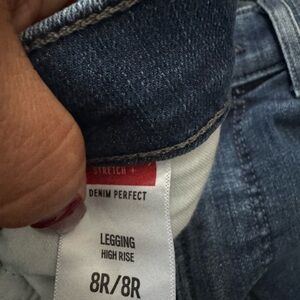 STRETCH +
DENIM PERFECT
LEGGING
HIGH RISE
8R/8R